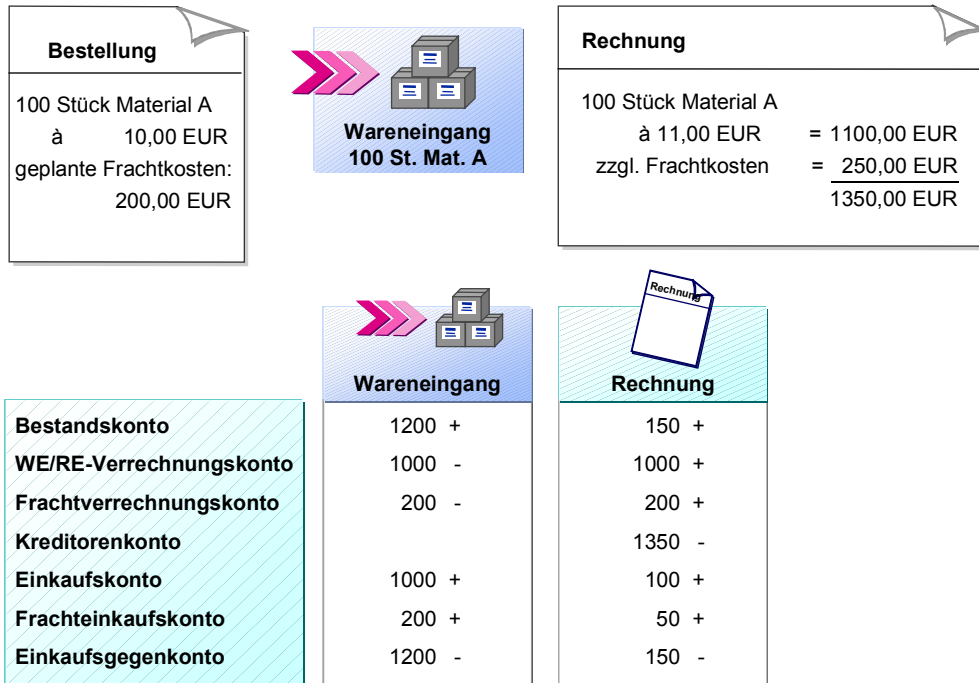 Bestellung
100 Stück Material A
à 10,00 EUR
geplante Frachtkosten:
200,00 EUR
Wareneingang
100 St. Mat. A
Rechnung
100 Stück Material A
à 11,00 EUR = 1100,00 EUR
zzgl. Frachtkosten = 250,00 EUR
1350,00 EUR
Rechnung
Wareneingang Rechnung
Bestandskonto 1200 + 150 +
WE/RE-Verrechnungskonto 1000 - 1000 +
Frachtverrechnungskonto 200 - 200 +
Kreditorenkonto 1350 -
Einkaufskonto 1000 + 100 +
Frachteinkaufskonto 200 + 50 +
Einkaufsgegenkonto 1200 - 150 -